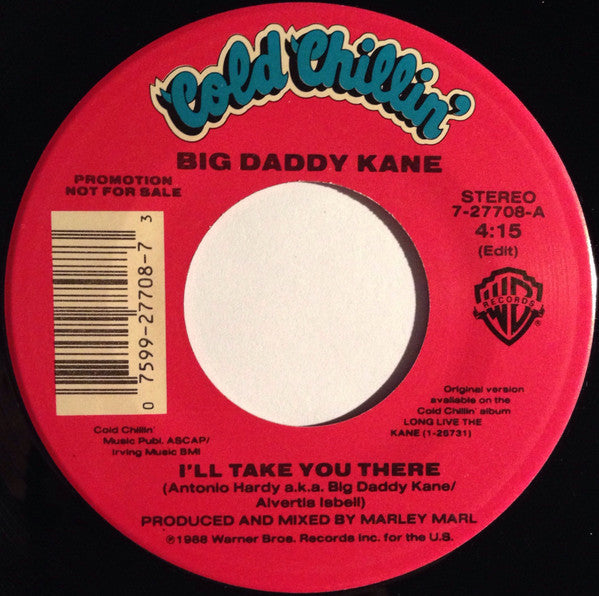 'Cold Chillin'
BIG DADDY KANE
PROMOTION
NOT FOR SALE
STEREO
7-27708-A
4:15
(Edit)
0 7599-27708-7 3
W RECORDS ®
Original version
available on the
Cold Chillin' album
LONG LIVE THE
KANE (1-25731)
Cold Chillin'
Music Publ. ASCAP/
Irving Music BMI
I'LL TAKE YOU THERE
(Antonio Hardy a.k.a. Big Daddy Kane/
Alvertis Isbell)
PRODUCED AND MIXED BY MARLEY MARL
℗1988 Warner Bros. Records Inc. for the U.S.